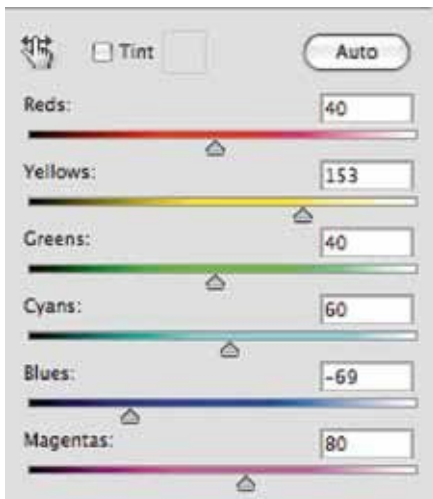 Tint Auto
Reds: 40
Yellows: 153
Greens: 40
Cyans: 60
Blues: -69
Magentas: 80